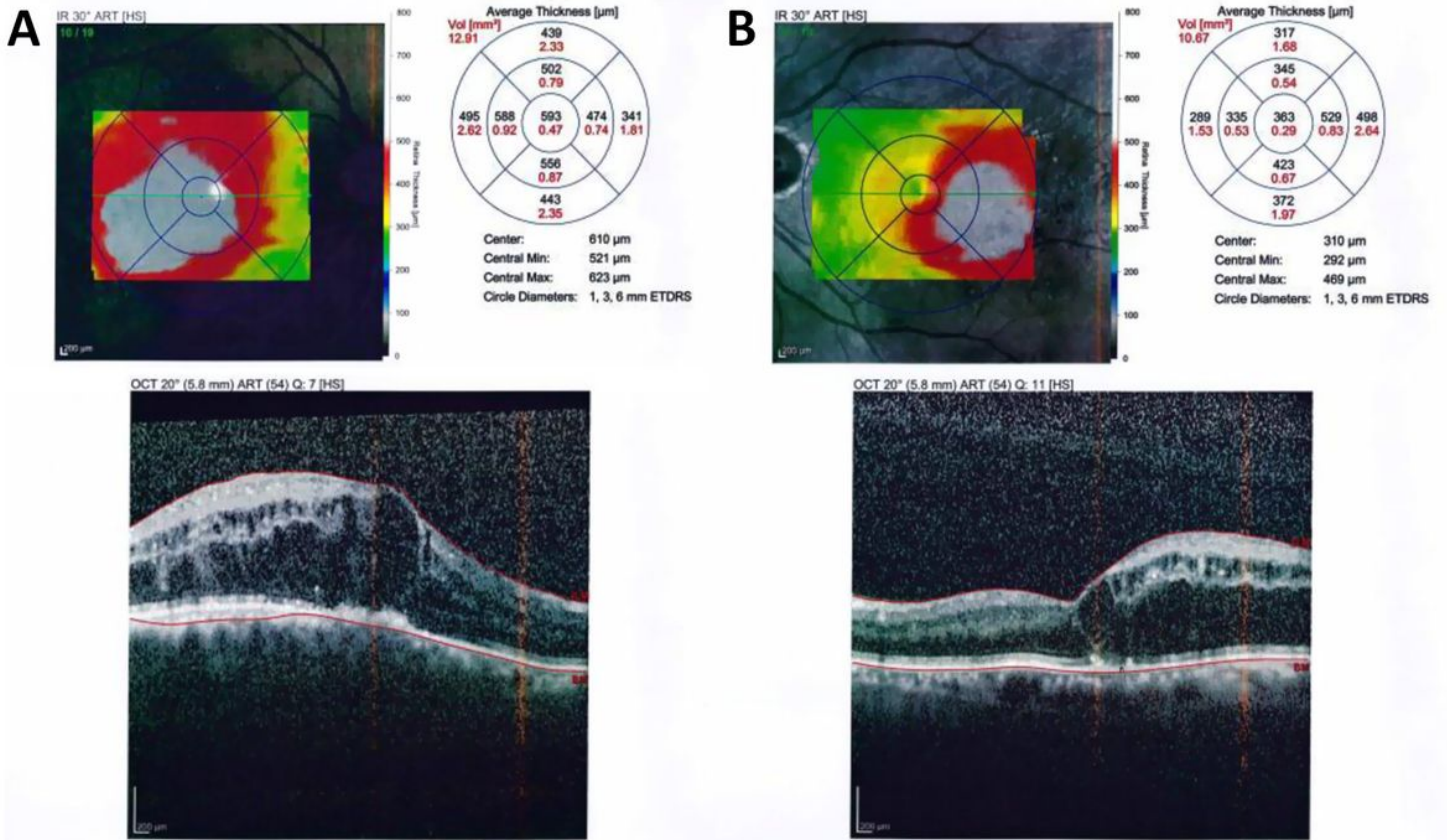 A
IR 30° ART [HS]
10 / 19
800
700
600
500
400
300
200
100
0
Retina Thickness [µm]
200 µm
Average Thickness [µm]
Vol [mm³]
12.91
439
2.33
502
0.79
495 588 593 474 341
2.62 0.92 0.47 0.74 1.81
556
0.87
443
2.35
Center: 610 µm
Central Min: 521 µm
Central Max: 623 µm
Circle Diameters: 1, 3, 6 mm ETDRS
OCT 20° (5.8 mm) ART (54) Q: 7 [HS]
BM
200 µm
B
IR 30° ART [HS]
800
700
600
500
400
300
200
100
0
Retina Thickness [µm]
200 µm
Average Thickness [µm]
Vol [mm³]
10.67
317
1.68
345
0.54
289 335 363 529 498
1.53 0.53 0.29 0.83 2.64
423
0.67
372
1.97
Center: 310 µm
Central Min: 292 µm
Central Max: 469 µm
Circle Diameters: 1, 3, 6 mm ETDRS
OCT 20° (5.8 mm) ART (54) Q: 11 [HS]
BM
200 µm